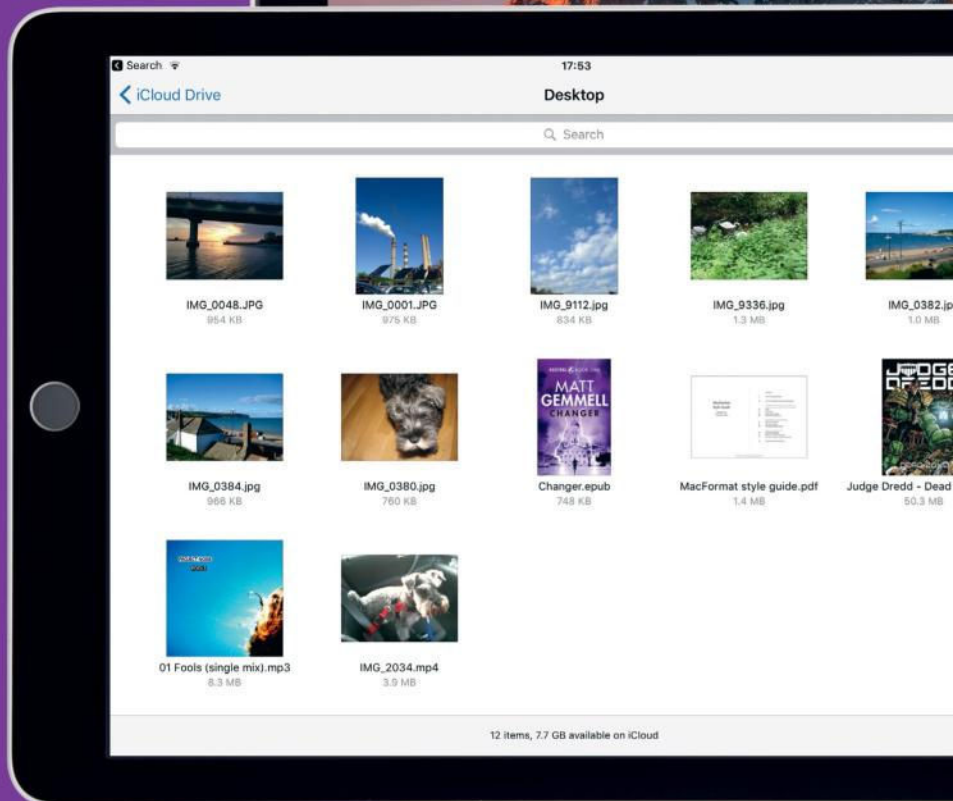 Search
17:53
iCloud Drive
Desktop
Search
IMG_0048.JPG
IMG_0001.JPG
IMG_9112.jpg
IMG_9336.jpg
IMG_0382.jp
954 KB
975 KB
834 KB
1.3 MB
1.0 MB
MATT
GEMMELL
CHANGER
JUDGE
DREDD
IMG_0384.jpg
IMG_0380.jpg
Changer.epub
MacFormat style guide.pdf
Judge Dredd - Dead
966 KB
760 KB
748 KB
1.4 MB
50.3 MB
01 Fools (single mix).mp3
IMG_2034.mp4
8.3 MB
3.9 MB
12 items, 7.7 GB available on iCloud